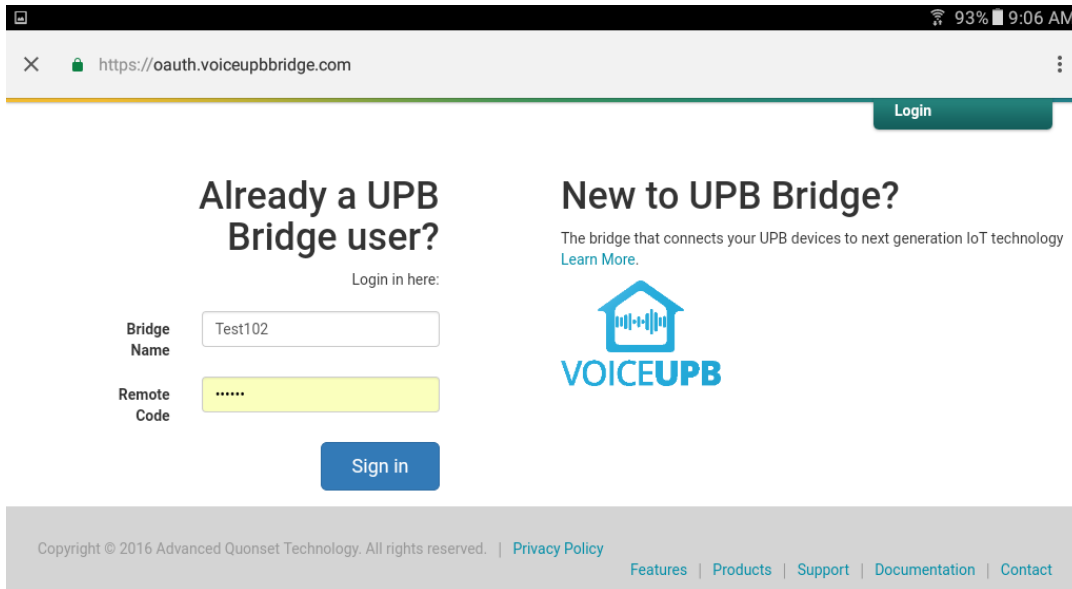 93% 9:06 AM
https://oauth.voiceupbbridge.com
Login
Already a UPB
Bridge user?
Login in here:
Bridge
Name
Test102
Remote
Code
••••••
Sign in
New to UPB Bridge?
The bridge that connects your UPB devices to next generation IoT technology
Learn More.
VOICEUPB
Copyright © 2016 Advanced Quonset Technology. All rights reserved. | Privacy Policy
Features | Products | Support | Documentation | Contact